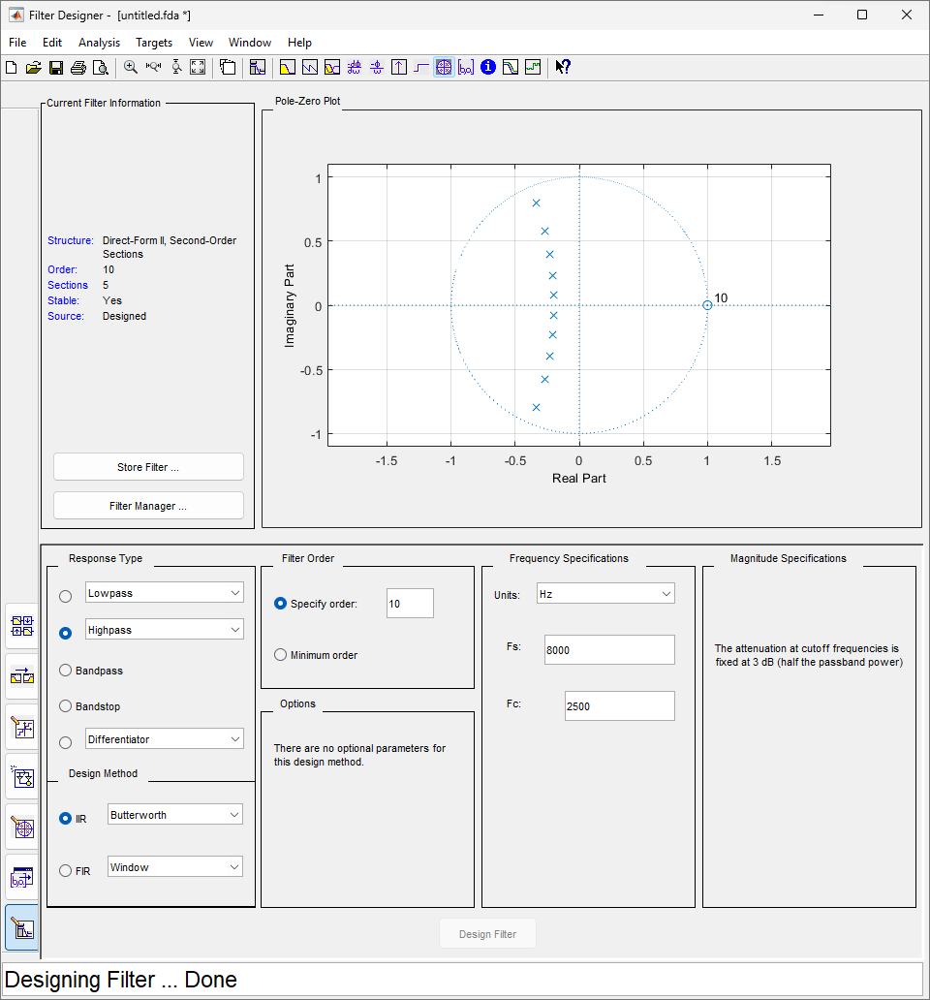 Filter Designer - [untitled.fda *]
File Edit Analysis Targets View Window Help
Current Filter Information
Structure: Direct-Form II, Second-Order
Sections
Order: 10
Sections 5
Stable: Yes
Source: Designed
Store Filter ...
Filter Manager ...
Pole-Zero Plot
1
0.5
0
-0.5
-1
Imaginary Part
10
-1.5 -1 -0.5 0 0.5 1 1.5
Real Part
Response Type
Lowpass
Highpass
Bandpass
Bandstop
Differentiator
Design Method
IIR Butterworth
FIR Window
Filter Order
Specify order: 10
Minimum order
Options
There are no optional parameters for
this design method.
Frequency Specifications
Units: Hz
Fs: 8000
Fc: 2500
Magnitude Specifications
The attenuation at cutoff frequencies is
fixed at 3 dB (half the passband power)
Design Filter
Designing Filter ... Done